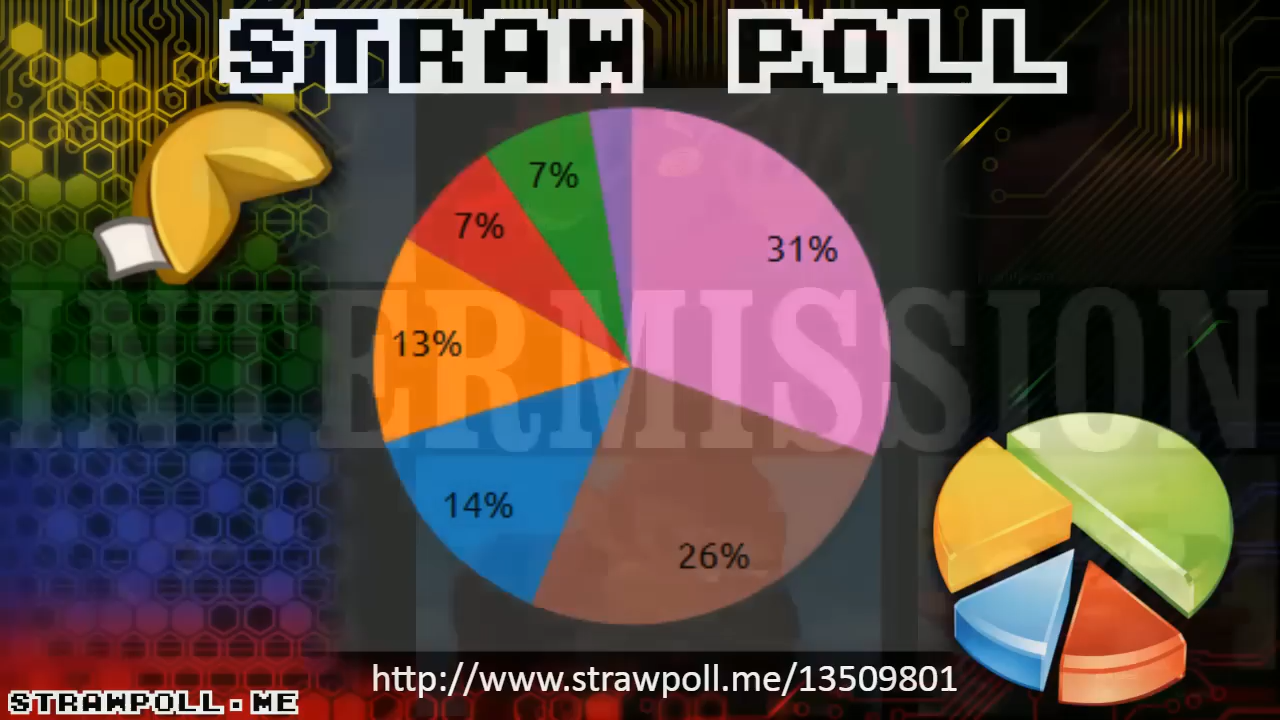 STRAW POLL
7%
7%
31%
INTERMISSION
13%
14%
26%
http://www.strawpoll.me/13509801
STRAWPOLL.ME